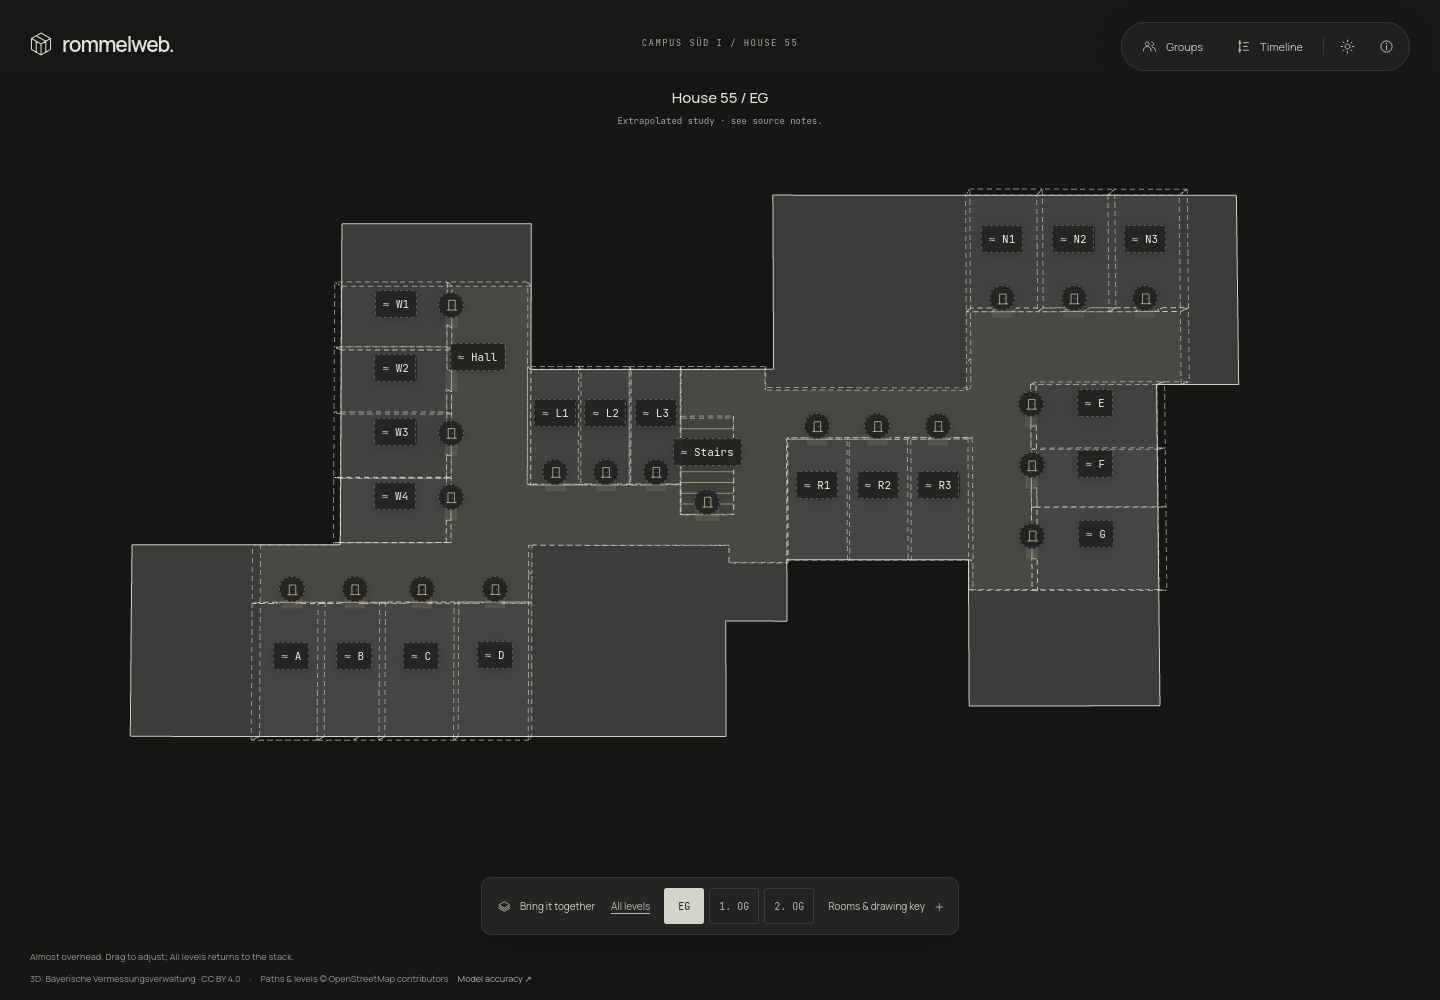 rommelweb.
CAMPUS SÜD I / HOUSE 55
Groups
Timeline
House 55 / EG
Extrapolated study · see source notes.
≈ N1
≈ N2
≈ N3
≈ W1
≈ Hall
≈ W2
≈ W3
≈ W4
≈ L1
≈ L2
≈ L3
≈ Stairs
≈ R1
≈ R2
≈ R3
≈ E
≈ F
≈ G
≈ A
≈ B
≈ C
≈ D
Bring it together
All levels
EG
1. OG
2. OG
Rooms & drawing key +
Almost overhead. Drag to adjust; All levels returns to the stack.
3D: Bayerische Vermessungsverwaltung · CC BY 4.0 · Paths & levels © OpenStreetMap contributors Model accuracy ↗